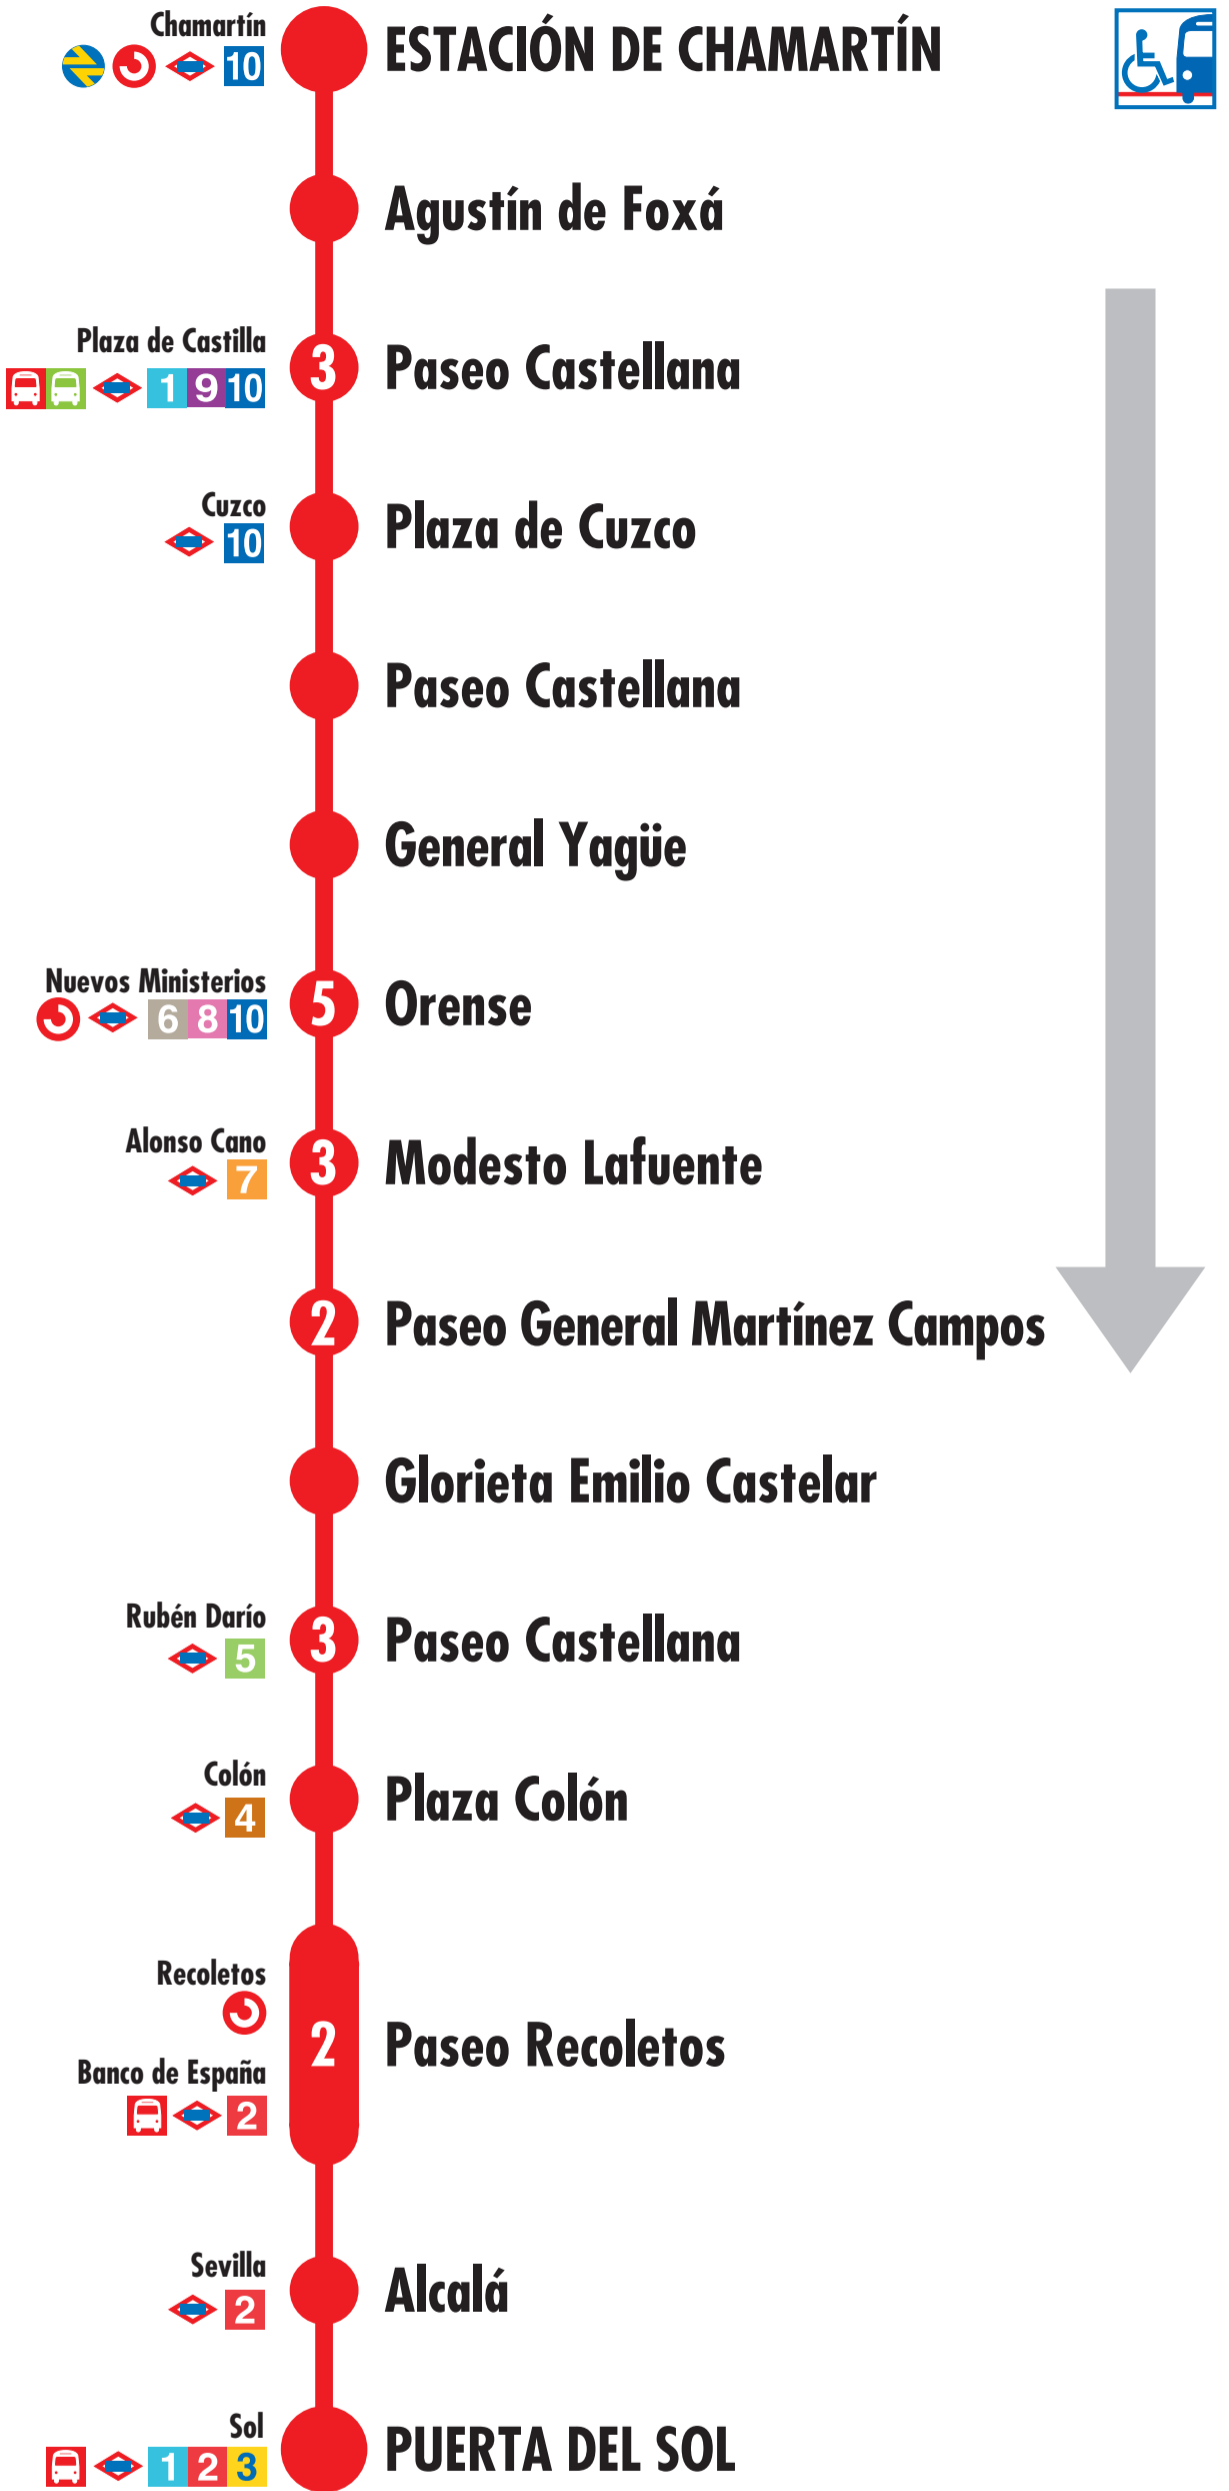 Chamartín
10
ESTACIÓN DE CHAMARTÍN
Agustín de Foxá
Plaza de Castilla
1 9 10
3
Paseo Castellana
Cuzco
10
Plaza de Cuzco
Paseo Castellana
General Yagüe
Nuevos Ministerios
6 8 10
5
Orense
Alonso Cano
7
3
Modesto Lafuente
2
Paseo General Martínez Campos
Glorieta Emilio Castelar
Rubén Darío
5
3
Paseo Castellana
Colón
4
Plaza Colón
Recoletos
Banco de España
2
2
Paseo Recoletos
Sevilla
2
Alcalá
Sol
1 2 3
PUERTA DEL SOL